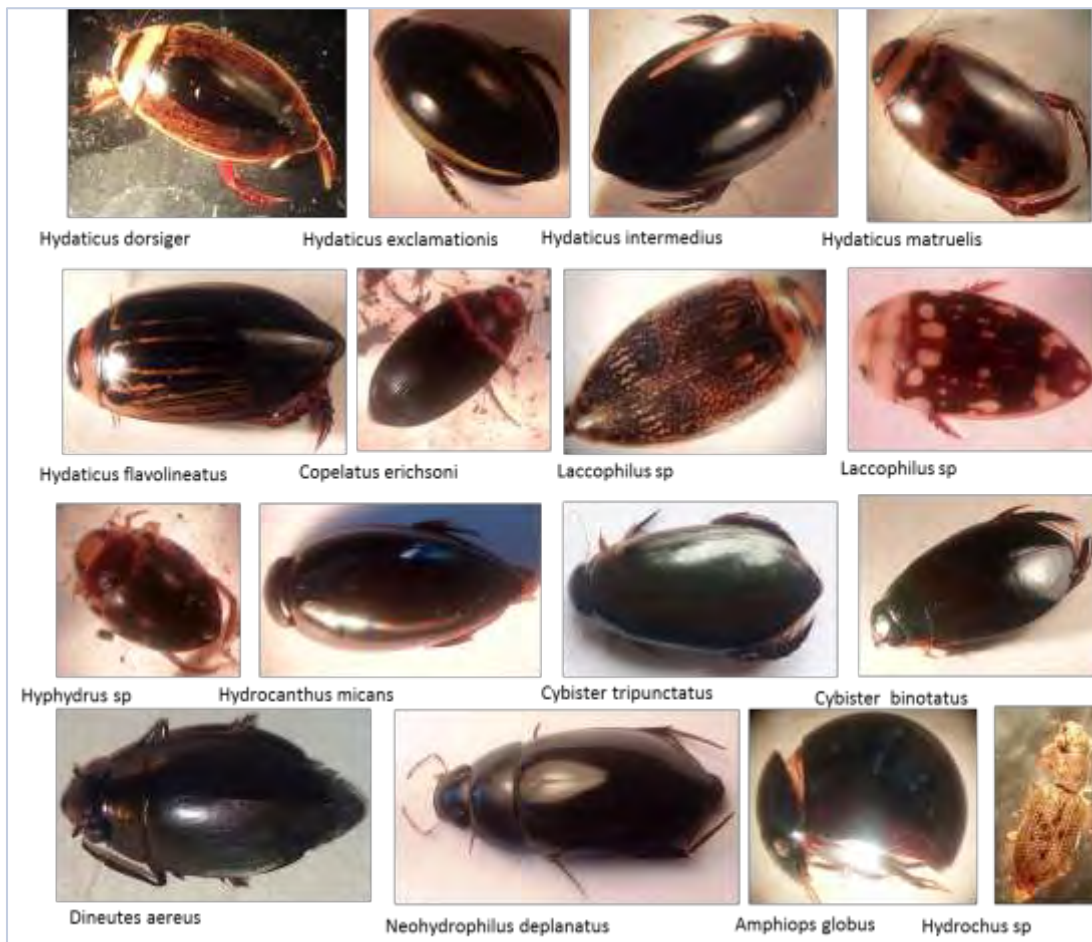 Hydaticus dorsiger
Hydaticus exclamationis
Hydaticus intermedius
Hydaticus matruelis
Hydaticus flavolineatus
Copelatus erichsoni
Laccophilus sp
Laccophilus sp
Hyphydrus sp
Hydrocanthus micans
Cybister tripunctatus
Cybister binotatus
Dineutes aereus
Neohydrophilus deplanatus
Amphiops globus
Hydrochus sp